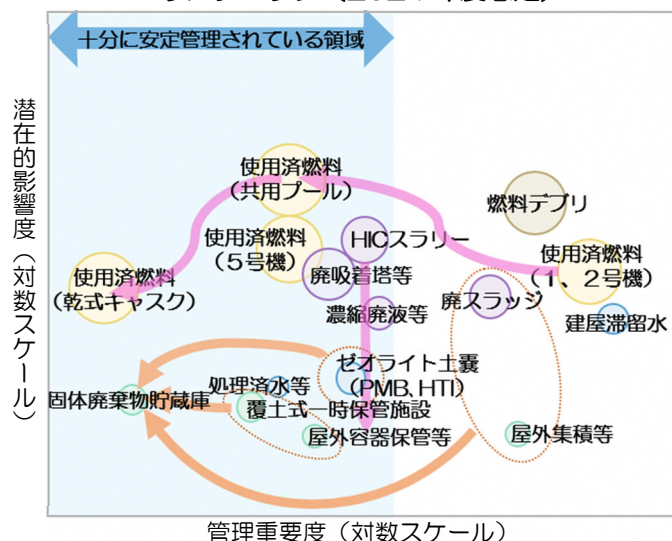 十分に安定管理されている領域
潜在的影響度(対数スケール)
使用済燃料
(共用プール)
燃料デブリ
使用済燃料
(5号機)
HICスラリー
使用済燃料
(1、2号機)
廃吸着塔等
使用済燃料
(乾式キャスク)
廃スラッジ
濃縮廃液等
建屋滞留水
ゼオライト土嚢
(PMB、HTI)
処理済水等
固体廃棄物貯蔵庫
覆土式一時保管施設
屋外容器保管等
屋外集積等
管理重要度(対数スケール)